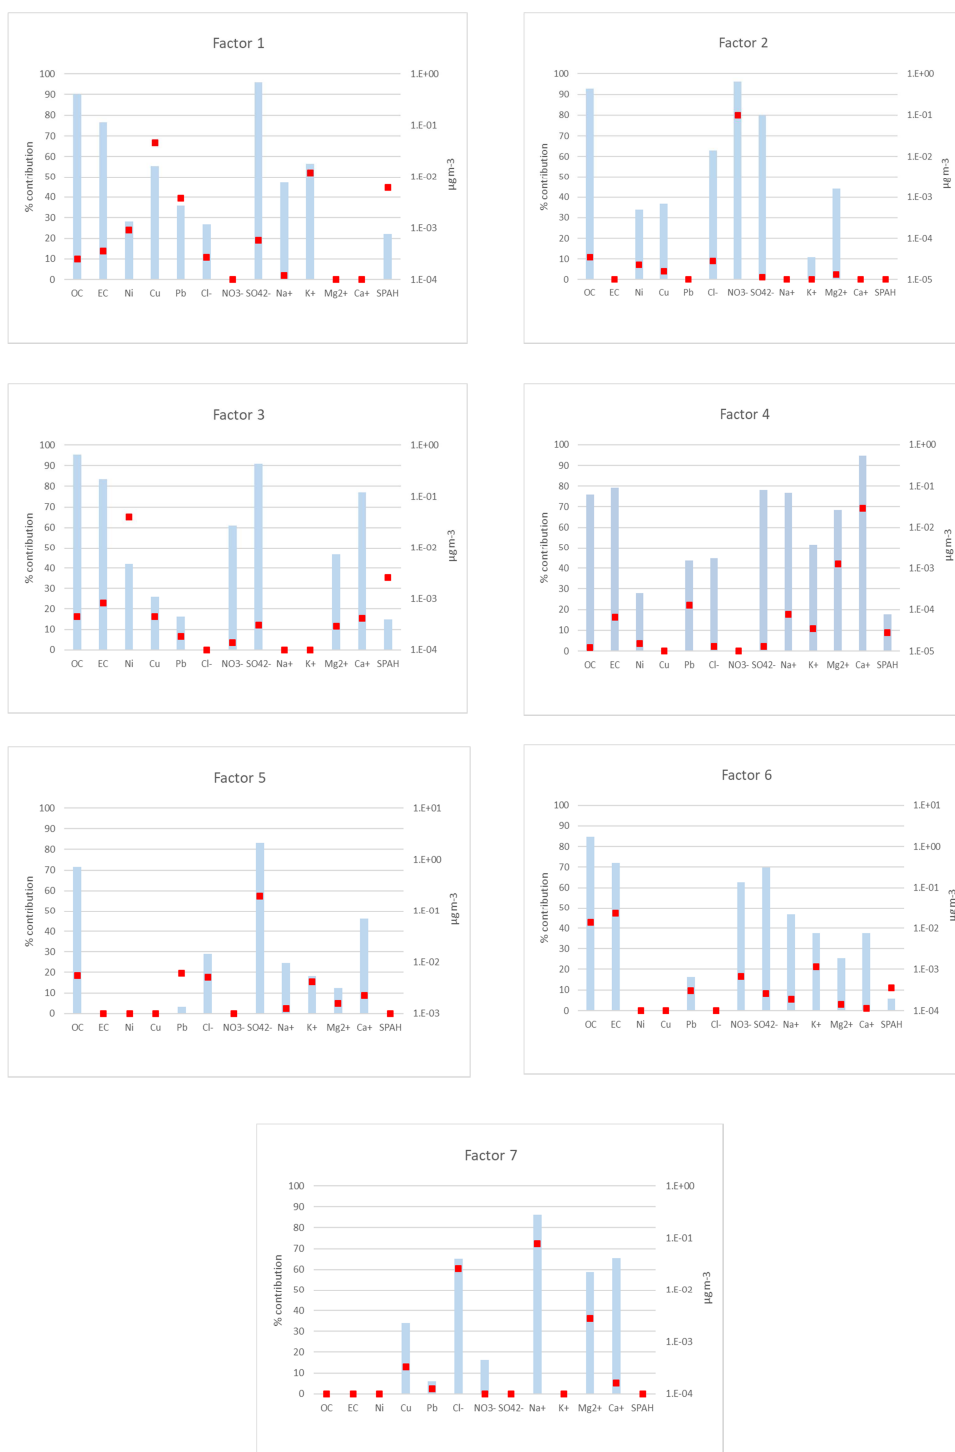 Factor 1
% contribution
100
90
80
70
60
50
40
30
20
10
0
1.E+00
1.E-01
1.E-02
1.E-03
1.E-04
µg m-3
OC EC Ni Cu Pb Cl- NO3- SO42- Na+ K+ Mg2+ Ca+ SPAH
Factor 2
% contribution
100
90
80
70
60
50
40
30
20
10
0
1.E+00
1.E-01
1.E-02
1.E-03
1.E-04
1.E-05
µg m-3
OC EC Ni Cu Pb Cl- NO3- SO42- Na+ K+ Mg2+ Ca+ SPAH
Factor 3
% contribution
100
90
80
70
60
50
40
30
20
10
0
1.E+00
1.E-01
1.E-02
1.E-03
1.E-04
µg m-3
OC EC Ni Cu Pb Cl- NO3- SO42- Na+ K+ Mg2+ Ca+ SPAH
Factor 4
% contribution
100
90
80
70
60
50
40
30
20
10
0
1.E+00
1.E-01
1.E-02
1.E-03
1.E-04
1.E-05
µg m-3
OC EC Ni Cu Pb Cl- NO3- SO42- Na+ K+ Mg2+ Ca+ SPAH
Factor 5
% contribution
100
90
80
70
60
50
40
30
20
10
0
1.E+01
1.E+00
1.E-01
1.E-02
1.E-03
µg m-3
OC EC Ni Cu Pb Cl- NO3- SO42- Na+ K+ Mg2+ Ca+ SPAH
Factor 6
% contribution
100
90
80
70
60
50
40
30
20
10
0
1.E+01
1.E+00
1.E-01
1.E-02
1.E-03
1.E-04
µg m-3
OC EC Ni Cu Pb Cl- NO3- SO42- Na+ K+ Mg2+ Ca+ SPAH
Factor 7
% contribution
100
90
80
70
60
50
40
30
20
10
0
1.E+00
1.E-01
1.E-02
1.E-03
1.E-04
µg m-3
OC EC Ni Cu Pb Cl- NO3- SO42- Na+ K+ Mg2+ Ca+ SPAH